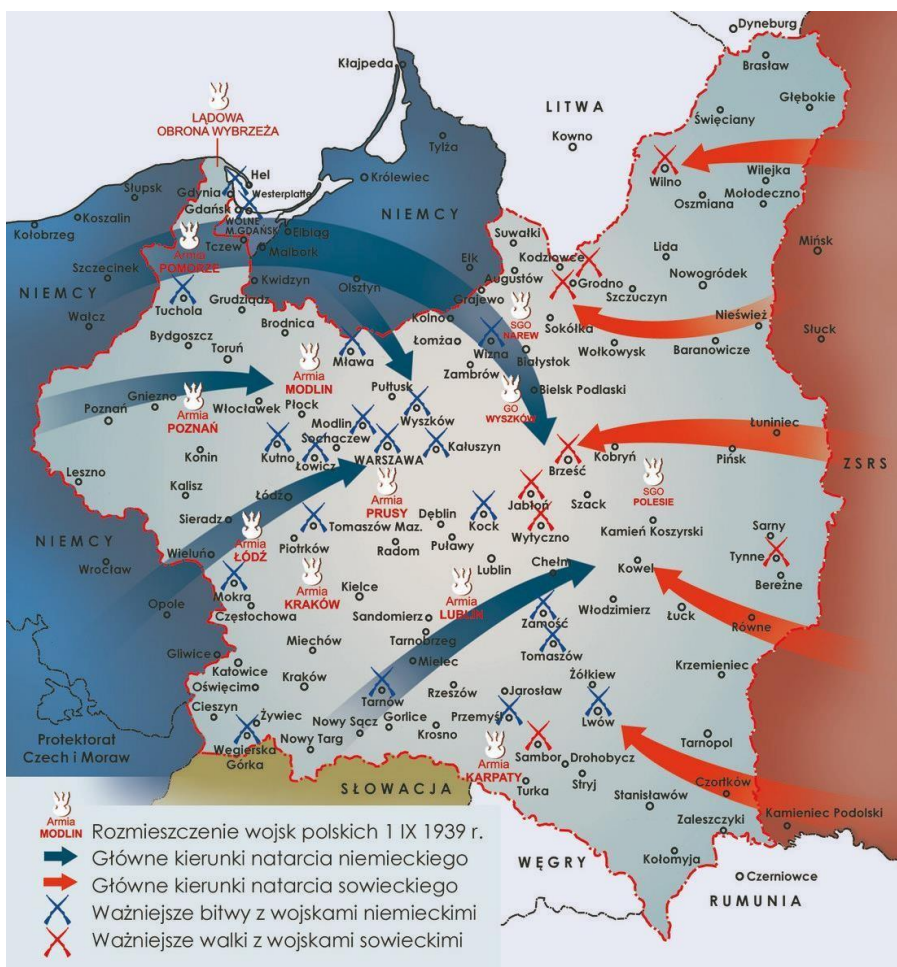 Dyneburg
Brasław
Kłajpeda
Głębokie
LITWA
Święciany
LĄDOWA
OBRONA WYBRZEŻA
Kowno
Tylża
Wilno
Wilejka
Hel
Królewiec
Oszmiana
Mołodeczno
Słupsk
Gdynia
Westerplatte
Koszalin
Gdańsk
WOLNE
M.GDAŃSK
NIEMCY
Elbląg
Kołobrzeg
Suwałki
Mińsk
Tczew
Malbork
Lida
Armia
POMORZE
Ełk
Kodziowce
Szczecinek
Augustów
Grodno
Nowogródek
Kwidzyn
Olsztyn
Szczuczyn
NIEMCY
Grajewo
Tuchola
Grudziądz
Nieśwież
Wałcz
Kolno
SGO
NAREW
Sokółka
Słuck
Brodnica
Bydgoszcz
Łomża
Wizna
Wołkowysk
Baranowicze
Toruń
Mława
Białystok
Zambrów
Armia
MODLIN
Pułtusk
Bielsk Podlaski
Gniezno
GO
WYSZKÓW
Poznań
Armia
POZNAŃ
Włocławek
Płock
Wyszków
Łuniniec
Modlin
Sochaczew
Kałuszyn
Kobryń
Pińsk
Konin
Kutno
Łowicz
WARSZAWA
Brześć
ZSRS
Leszno
Kalisz
Armia
PRUSY
Jabłoń
Szack
SGO
POLESIE
Łódź
Dęblin
Kock
Sieradz
Tomaszów Maz.
Wyłyczno
Kamień Koszyrski
Sarny
NIEMCY
Armia
ŁÓDŹ
Piotrków
Radom
Puławy
Tynne
Wieluń
Lublin
Chełm
Kowel
Wrocław
Bereźne
Mokra
Armia
KRAKÓW
Kielce
Armia
LUBLIN
Włodzimierz
Opole
Częstochowa
Sandomierz
Zamość
Łuck
Równe
Tarnobrzeg
Miechów
Gliwice
Mielec
Tomaszów
Katowice
Krzemieniec
Oświęcim
Kraków
Tarnów
Rzeszów
Jarosław
Żółkiew
Cieszyn
Żywiec
Nowy Sącz
Gorlice
Przemyśl
Lwów
Protektorat
Czech i Moraw
Węgierska
Górka
Nowy Targ
Krosno
Tarnopol
Armia
KARPATY
Sambor
Drohobycz
Stryj
SŁOWACJA
Turka
Stanisławów
Czortków
Zaleszczyki
Kamieniec Podolski
WĘGRY
Kołomyja
Czerniowce
RUMUNIA
Armia
MODLIN
Rozmieszczenie wojsk polskich 1 IX 1939 r.
Główne kierunki natarcia niemieckiego
Główne kierunki natarcia sowieckiego
Ważniejsze bitwy z wojskami niemieckimi
Ważniejsze walki z wojskami sowieckimi